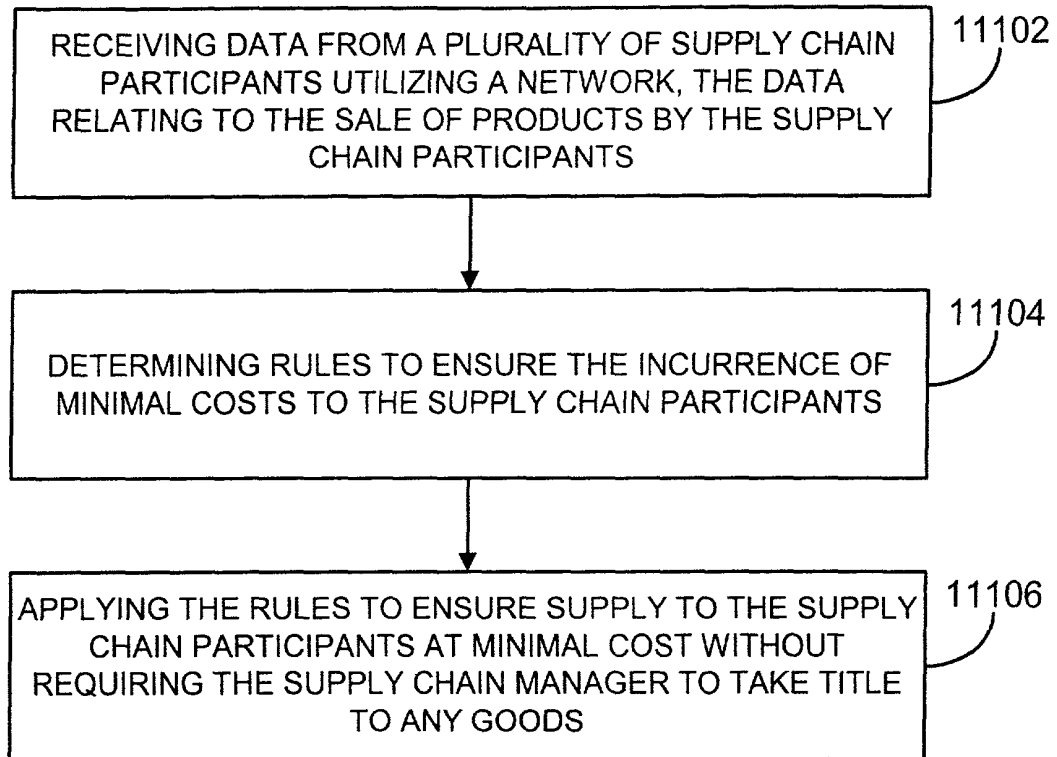 RECEIVING DATA FROM A PLURALITY OF SUPPLY CHAIN
PARTICIPANTS UTILIZING A NETWORK, THE DATA
RELATING TO THE SALE OF PRODUCTS BY THE SUPPLY
CHAIN PARTICIPANTS
11102
DETERMINING RULES TO ENSURE THE INCURRENCE OF
MINIMAL COSTS TO THE SUPPLY CHAIN PARTICIPANTS
11104
APPLYING THE RULES TO ENSURE SUPPLY TO THE SUPPLY
CHAIN PARTICIPANTS AT MINIMAL COST WITHOUT
REQUIRING THE SUPPLY CHAIN MANAGER TO TAKE TITLE
TO ANY GOODS
11106